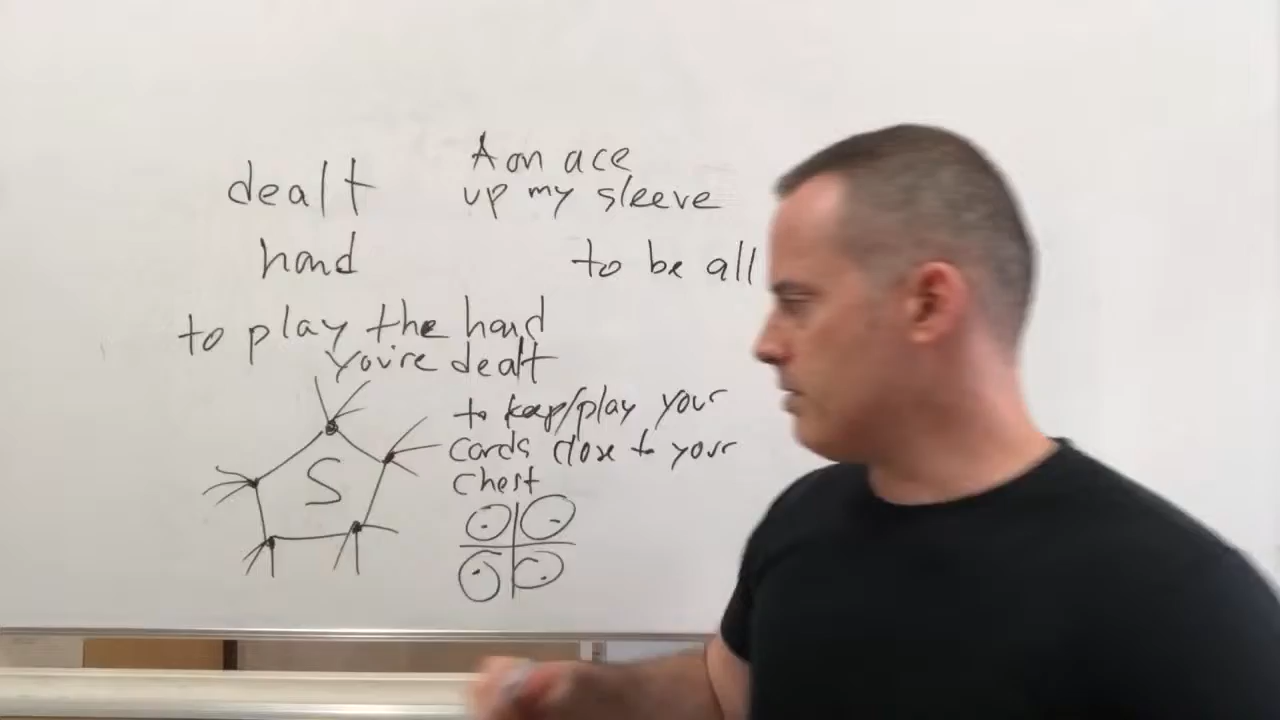 dealt
A an ace
up my sleeve
hand
to be all
to play the hand
you're dealt
to keep/play your
cards close to your
chest
S